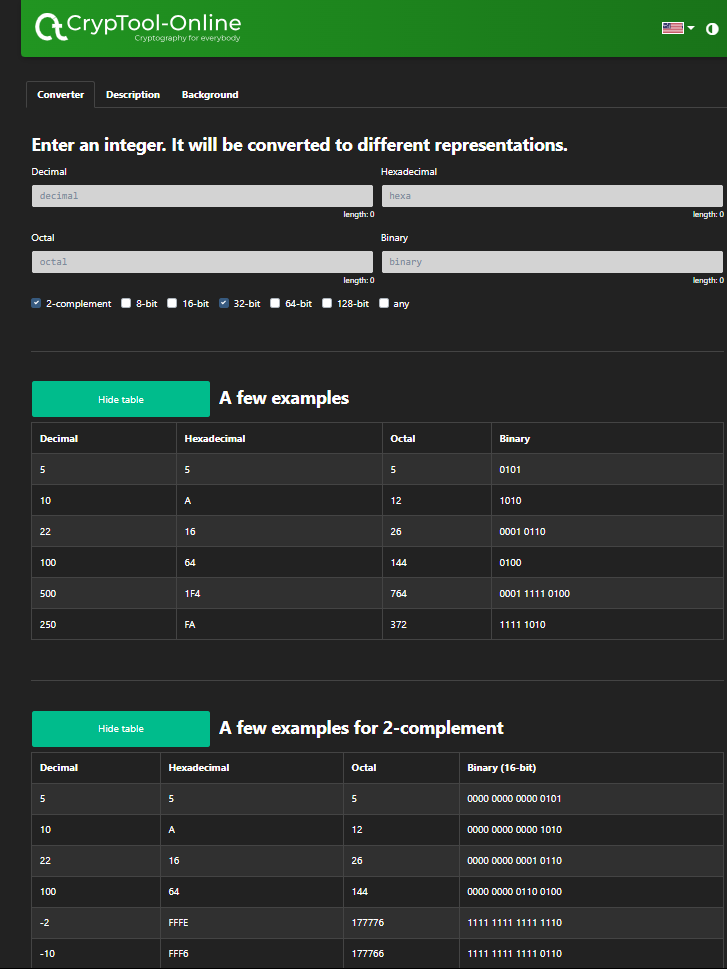 CrypTool-Online
Cryptography for everybody
Converter Description Background
Enter an integer. It will be converted to different representations.
Decimal Hexadecimal
decimal hexa
length: 0 length: 0
Octal Binary
octal binary
length: 0 length: 0
2-complement 8-bit 16-bit 32-bit 64-bit 128-bit any
Hide table A few examples
Decimal Hexadecimal Octal Binary
5 5 5 0101
10 A 12 1010
22 16 26 0001 0110
100 64 144 0100
500 1F4 764 0001 1111 0100
250 FA 372 1111 1010
Hide table A few examples for 2-complement
Decimal Hexadecimal Octal Binary (16-bit)
5 5 5 0000 0000 0000 0101
10 A 12 0000 0000 0000 1010
22 16 26 0000 0000 0001 0110
100 64 144 0000 0000 0110 0100
-2 FFFE 177776 1111 1111 1111 1110
-10 FFF6 177766 1111 1111 1111 0110